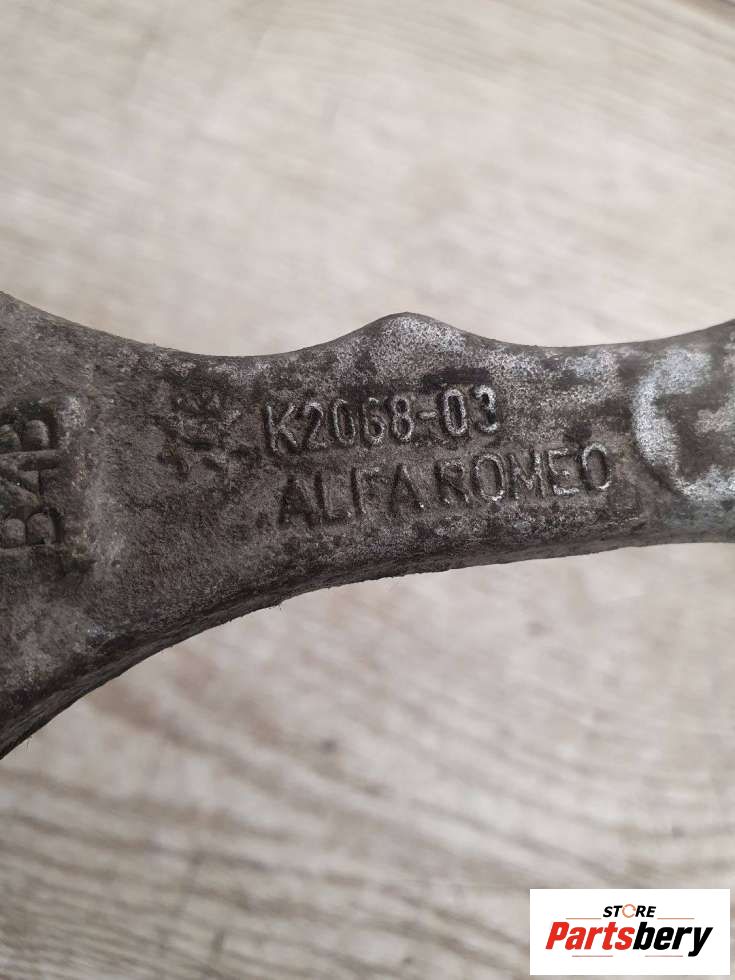 K2068-03
ALFA ROMEO
STORE
Partsbery